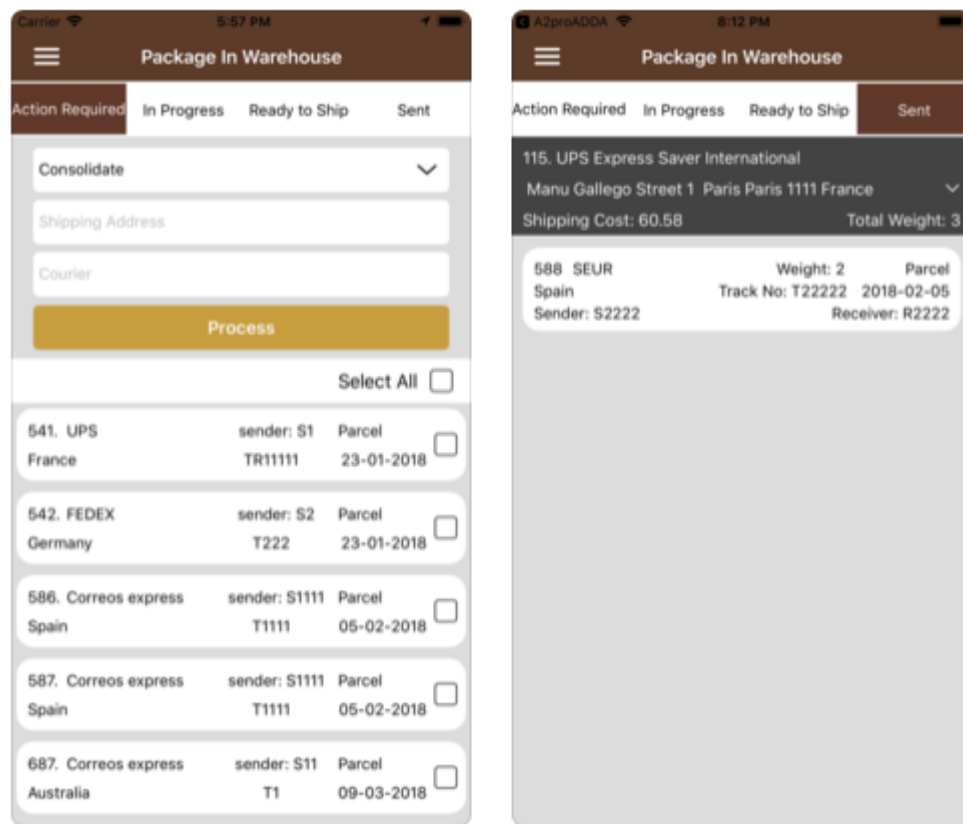 Carrier 5:57 PM
Package In Warehouse
Action Required In Progress Ready to Ship Sent
Consolidate
Shipping Address
Courier
Process
Select All
541. UPS sender: S1 Parcel
France TR11111 23-01-2018
542. FEDEX sender: S2 Parcel
Germany T222 23-01-2018
586. Correos express sender: S1111 Parcel
Spain T1111 05-02-2018
587. Correos express sender: S1111 Parcel
Spain T1111 05-02-2018
687. Correos express sender: S11 Parcel
Australia T1 09-03-2018
A2proADDA 8:12 PM
Package In Warehouse
Action Required In Progress Ready to Ship Sent
115. UPS Express Saver International
Manu Gallego Street 1 Paris Paris 1111 France
Shipping Cost: 60.58 Total Weight: 3
588 SEUR Weight: 2 Parcel
Spain Track No: T22222 2018-02-05
Sender: S2222 Receiver: R2222